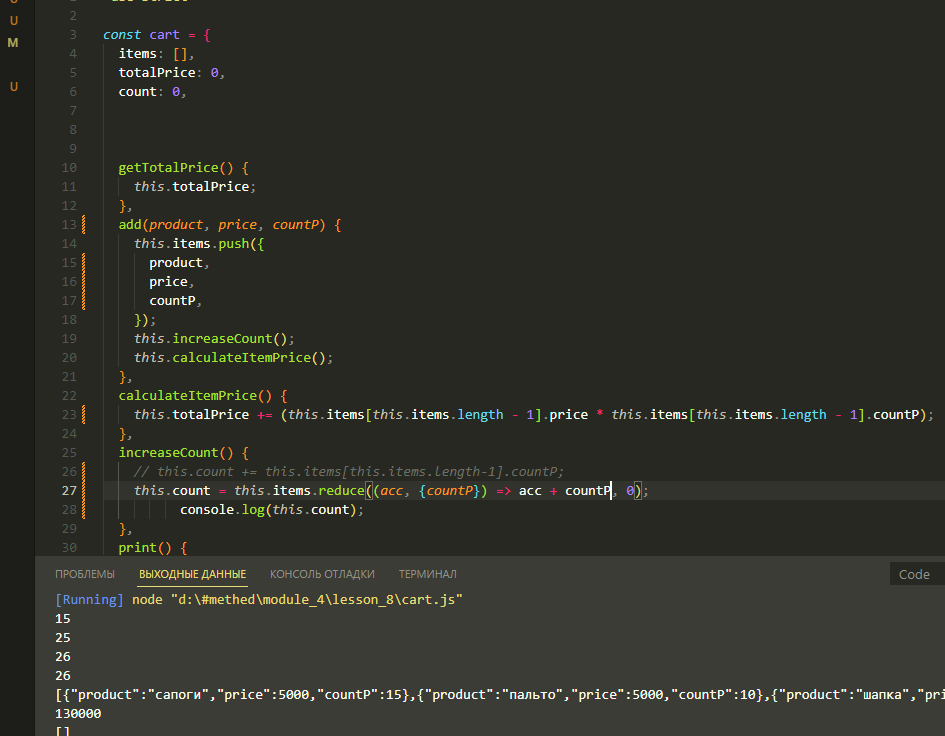 U
M
U
2
3 const cart = {
4 items: [],
5 totalPrice: 0,
6 count: 0,
7
8
9
10 getTotalPrice() {
11 this.totalPrice;
12 },
13 add(product, price, countP) {
14 this.items.push({
15 product,
16 price,
17 countP,
18 });
19 this.increaseCount();
20 this.calculateItemPrice();
21 },
22 calculateItemPrice() {
23 this.totalPrice += (this.items[this.items.length - 1].price * this.items[this.items.length - 1].countP);
24 },
25 increaseCount() {
26 // this.count += this.items[this.items.length-1].countP;
27 this.count = this.items.reduce((acc, {countP}) => acc + countP, 0);
28 console.log(this.count);
29 },
30 print() {
ПРОБЛЕМЫ ВЫХОДНЫЕ ДАННЫЕ КОНСОЛЬ ОТЛАДКИ ТЕРМИНАЛ Code
[Running] node "d:\#methed\module_4\lesson_8\cart.js"
15
25
26
26
[{"product":"сапоги","price":5000,"countP":15},{"product":"пальто","price":5000,"countP":10},{"product":"шапка","pri
130000
[]